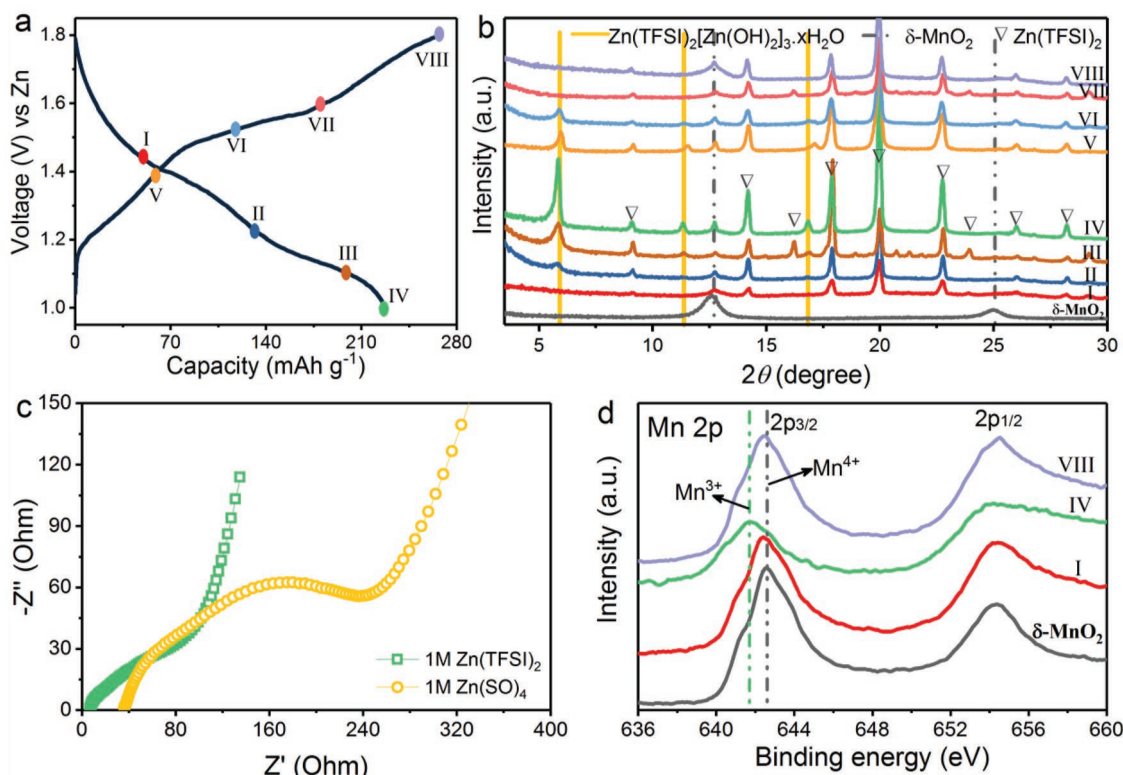 a
Voltage (V) vs Zn
1.8
1.6
1.4
1.2
1.0
I
II
III
IV
V
VI
VII
VIII
0 70 140 210 280
Capacity (mAh g-1)
b
Intensity (a.u.)
Zn(TFSI)2[Zn(OH)2]3.xH2O δ-MnO2 ▽ Zn(TFSI)2
VIII
VII
VI
V
IV
III
II
I
δ-MnO2
5 10 15 20 25 30
2θ (degree)
c
-Z" (Ohm)
150
120
90
60
30
0
1M Zn(TFSI)2
1M Zn(SO)4
0 80 160 240 320 400
Z' (Ohm)
d
Intensity (a.u.)
Mn 2p
2p3/2
2p1/2
Mn3+
Mn4+
VIII
IV
I
δ-MnO2
636 640 644 648 652 656 660
Binding energy (eV)